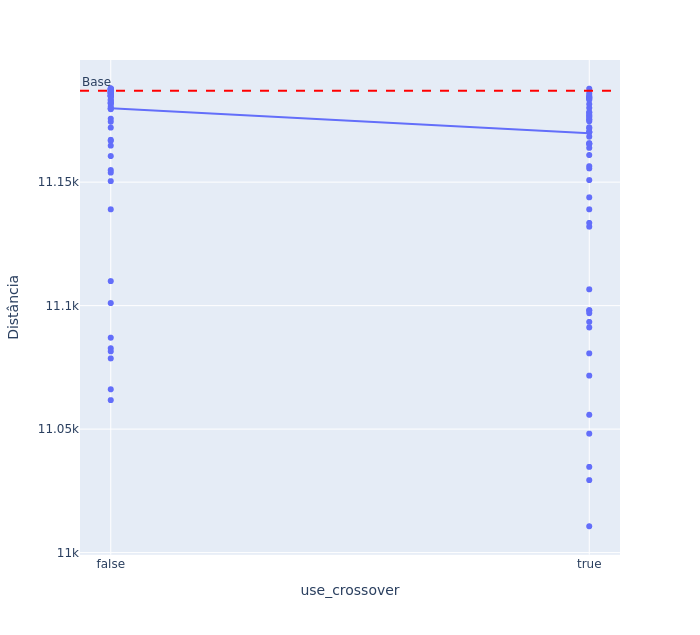 Base
11.15k
11.1k
11.05k
11k
Distância
false
true
use_crossover